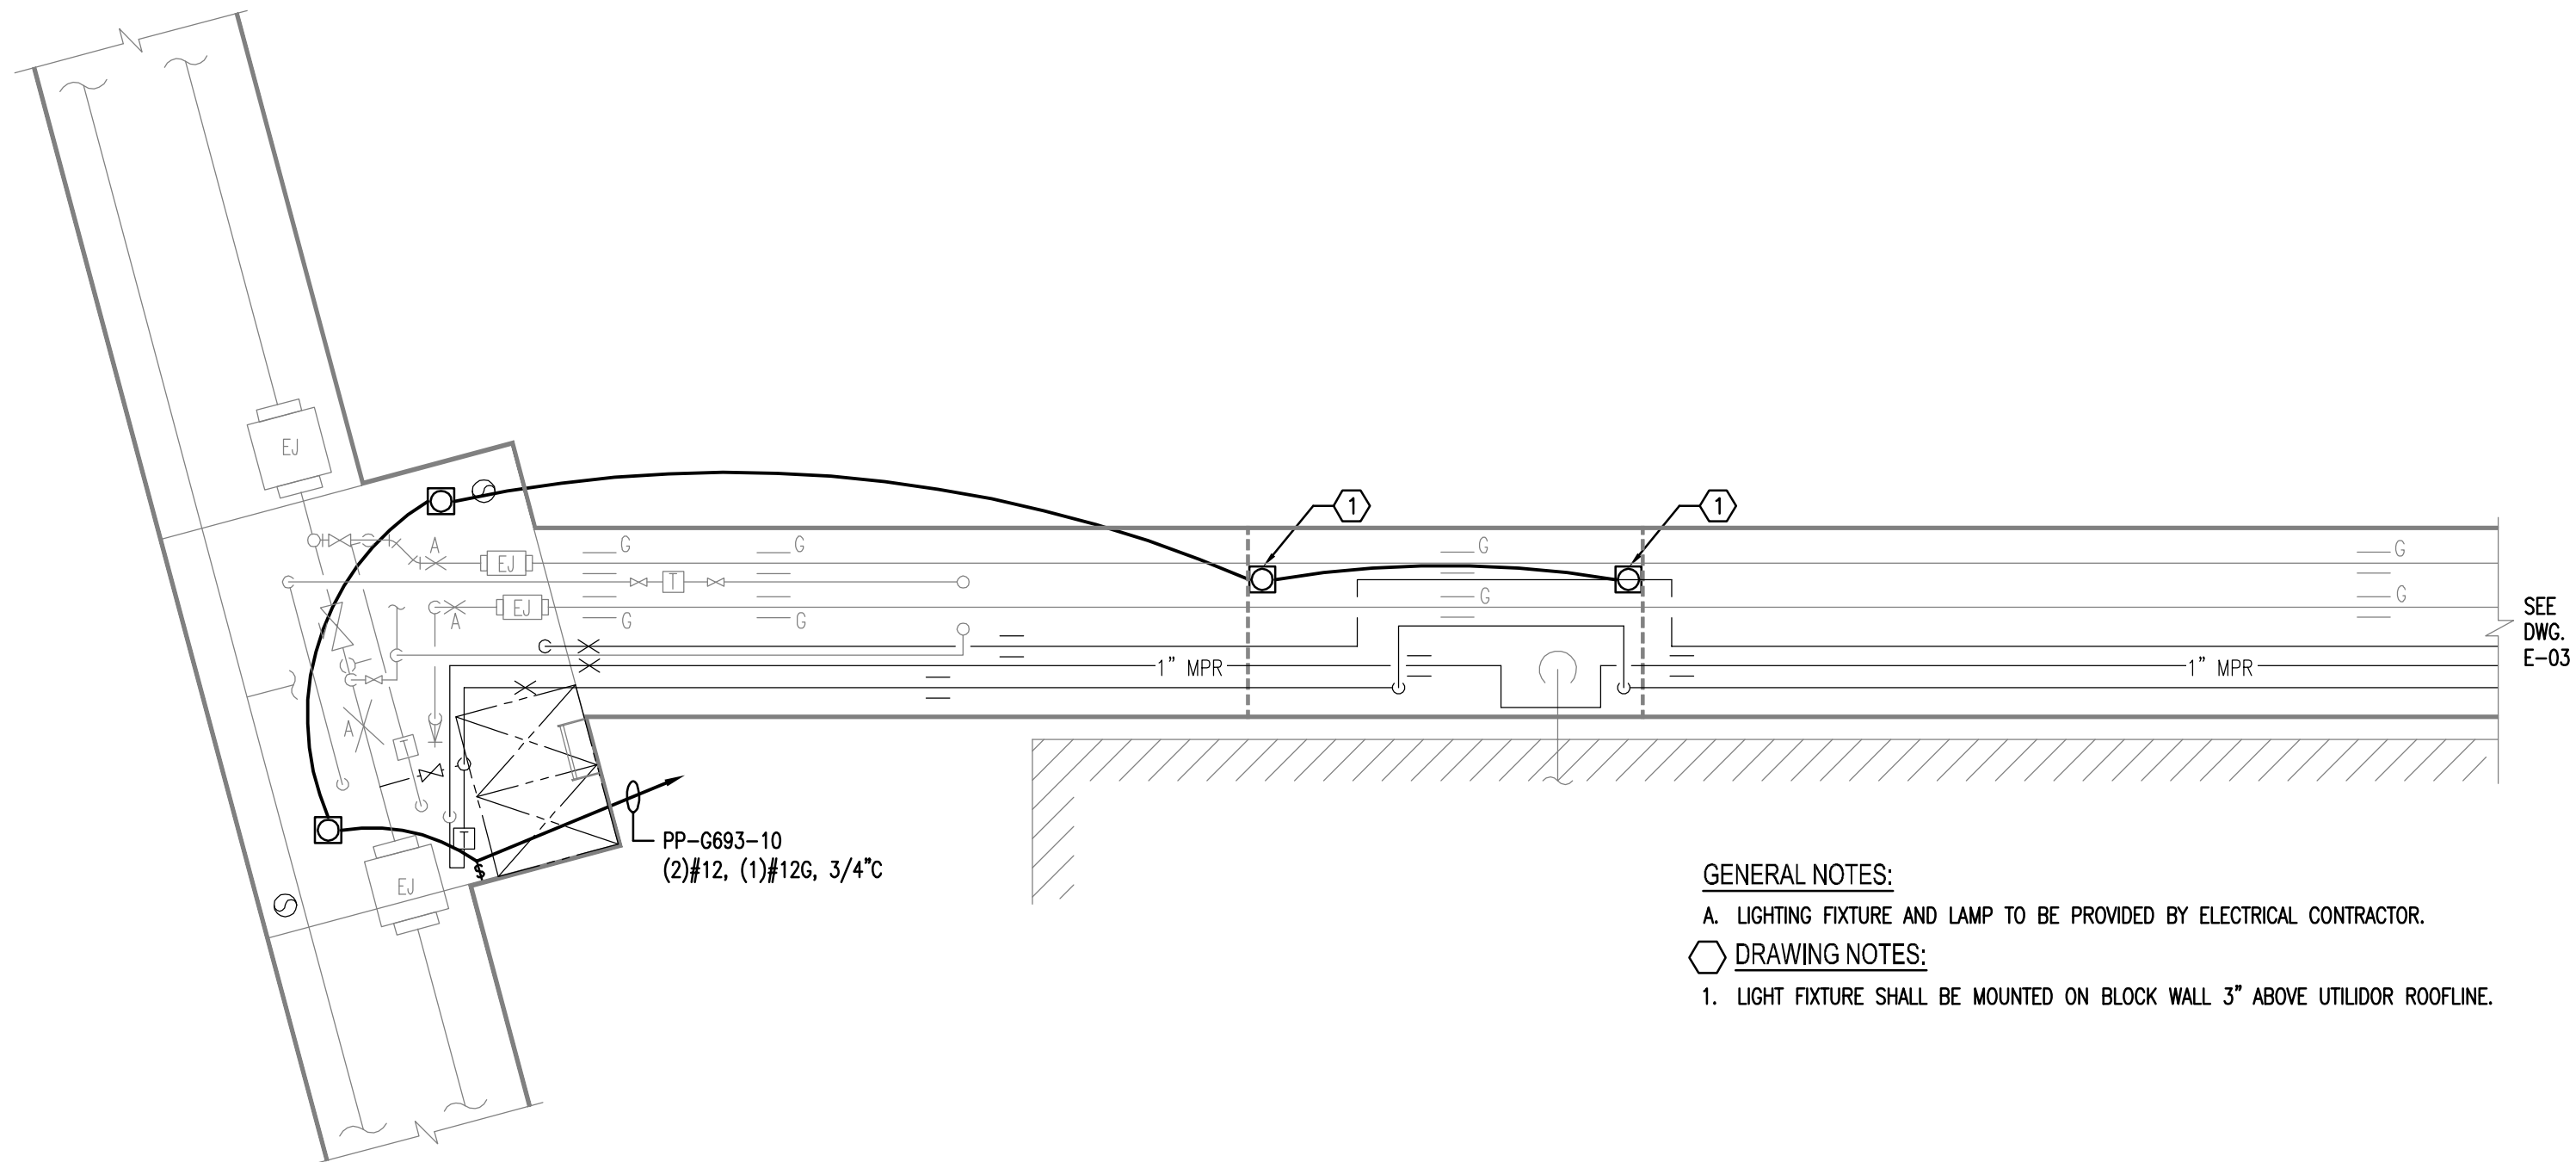 EJ
1
1
A
G
G
G
G
EJ
T
EJ
G
G
A
G
G
G
G
SEE
DWG.
E-03
1" MPR
1" MPR
A
T
T
PP-G693-10
(2)#12, (1)#12G, 3/4"C
$
EJ
GENERAL NOTES:
A. LIGHTING FIXTURE AND LAMP TO BE PROVIDED BY ELECTRICAL CONTRACTOR.
DRAWING NOTES:
1. LIGHT FIXTURE SHALL BE MOUNTED ON BLOCK WALL 3" ABOVE UTILIDOR ROOFLINE.